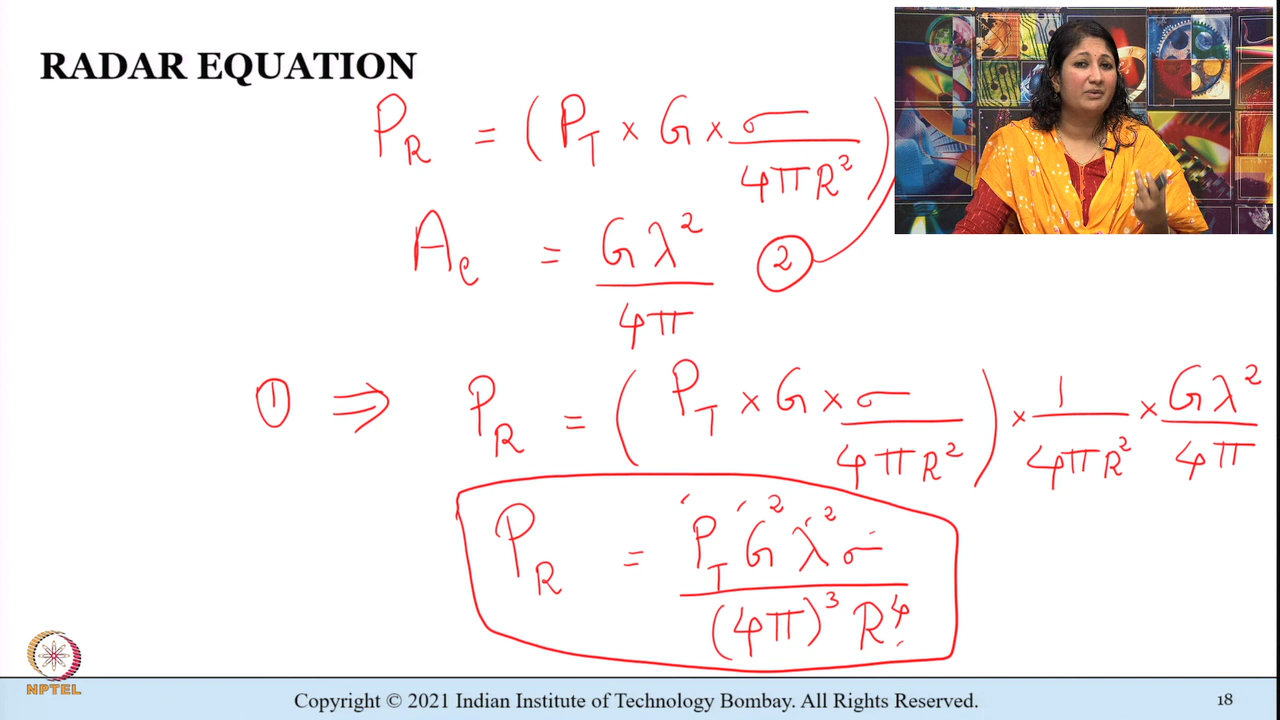 RADAR EQUATION
P_R = (P_T × G × σ / 4πR²)
A_e = Gλ² / 4π ②
① ⇒ P_R = (P_T × G × σ / 4πR²) × 1 / 4πR² × Gλ² / 4π
P_R = P_T G² λ² σ / (4π)³ R⁴
NPTEL
Copyright © 2021 Indian Institute of Technology Bombay. All Rights Reserved.
18